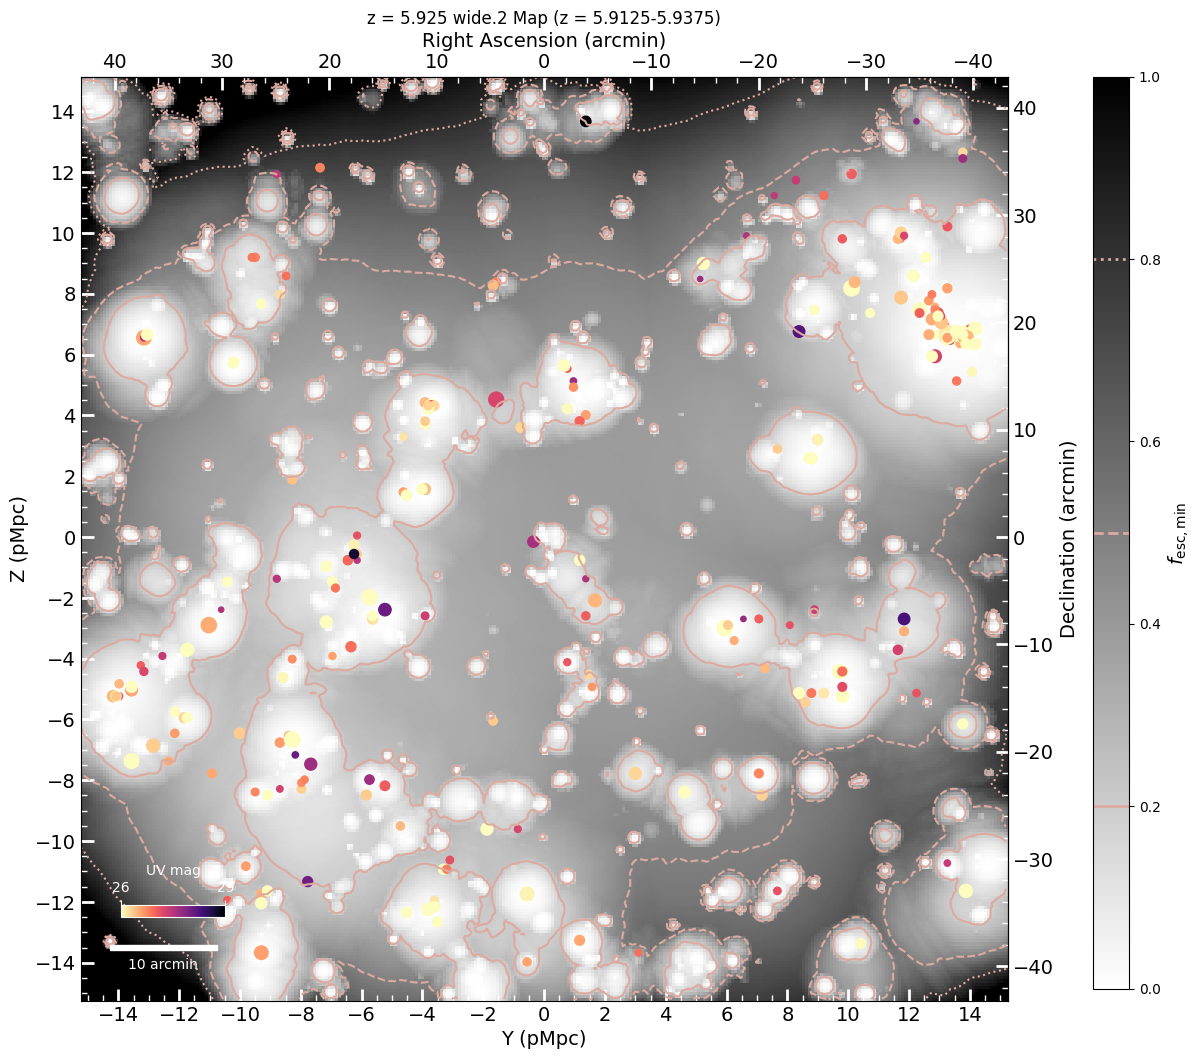 z = 5.925 wide.2 Map (z = 5.9125-5.9375)
Right Ascension (arcmin)
40 30 20 10 0 −10 −20 −30 −40
14 12 10 8 6 4 2 0 −2 −4 −6 −8 −10 −12 −14
Z (pMpc)
40 30 20 10 0 −10 −20 −30 −40
Declination (arcmin)
1.0 0.8 0.6 0.4 0.2 0.0
f_esc,min
UV mag
26 29
10 arcmin
−14 −12 −10 −8 −6 −4 −2 0 2 4 6 8 10 12 14
Y (pMpc)